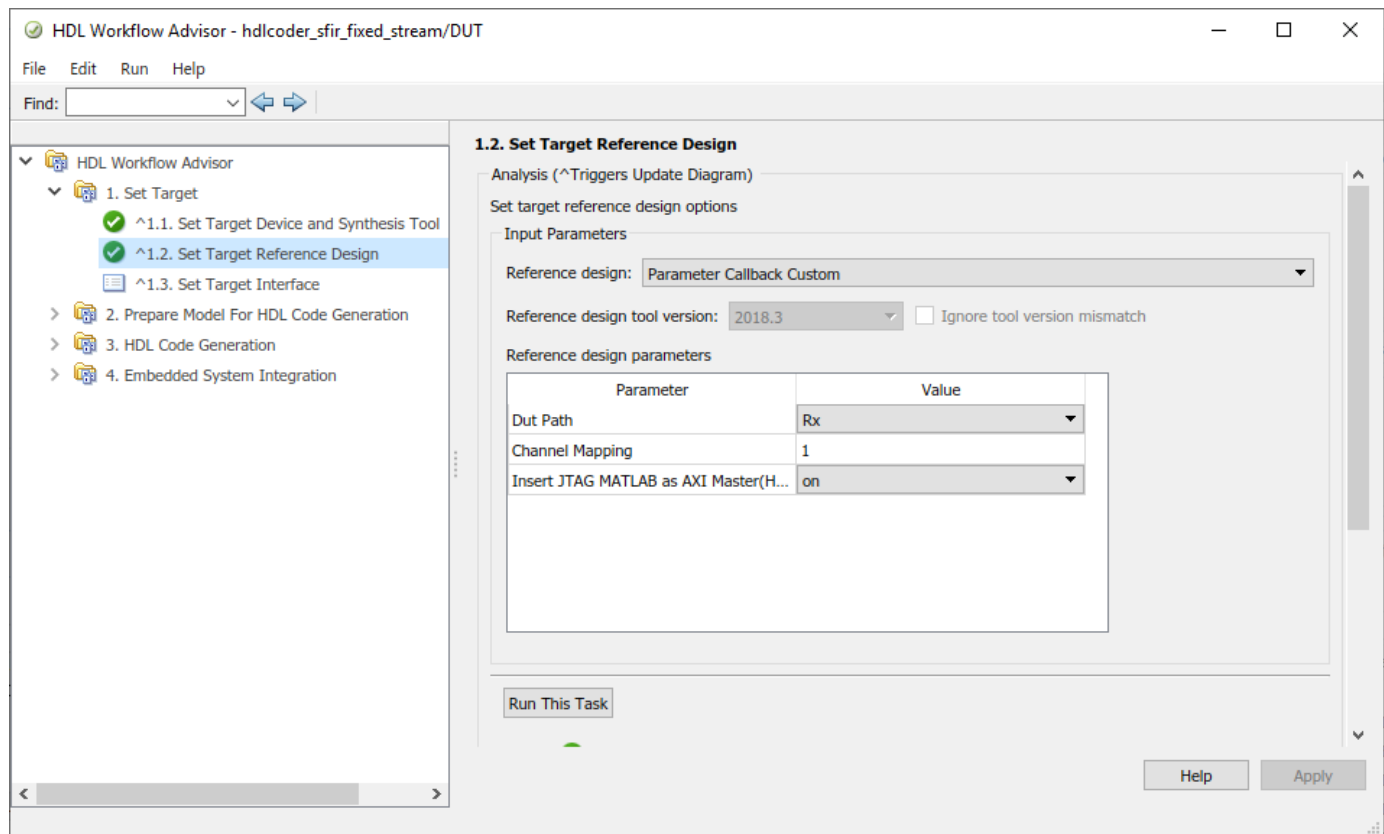 HDL Workflow Advisor - hdlcoder_sfir_fixed_stream/DUT
File Edit Run Help
Find:
HDL Workflow Advisor
1. Set Target
^1.1. Set Target Device and Synthesis Tool
^1.2. Set Target Reference Design
^1.3. Set Target Interface
2. Prepare Model For HDL Code Generation
3. HDL Code Generation
4. Embedded System Integration
1.2. Set Target Reference Design
Analysis (^Triggers Update Diagram)
Set target reference design options
Input Parameters
Reference design: Parameter Callback Custom
Reference design tool version: 2018.3 Ignore tool version mismatch
Reference design parameters
Parameter Value
Dut Path Rx
Channel Mapping 1
Insert JTAG MATLAB as AXI Master(H... on
Run This Task
Help Apply